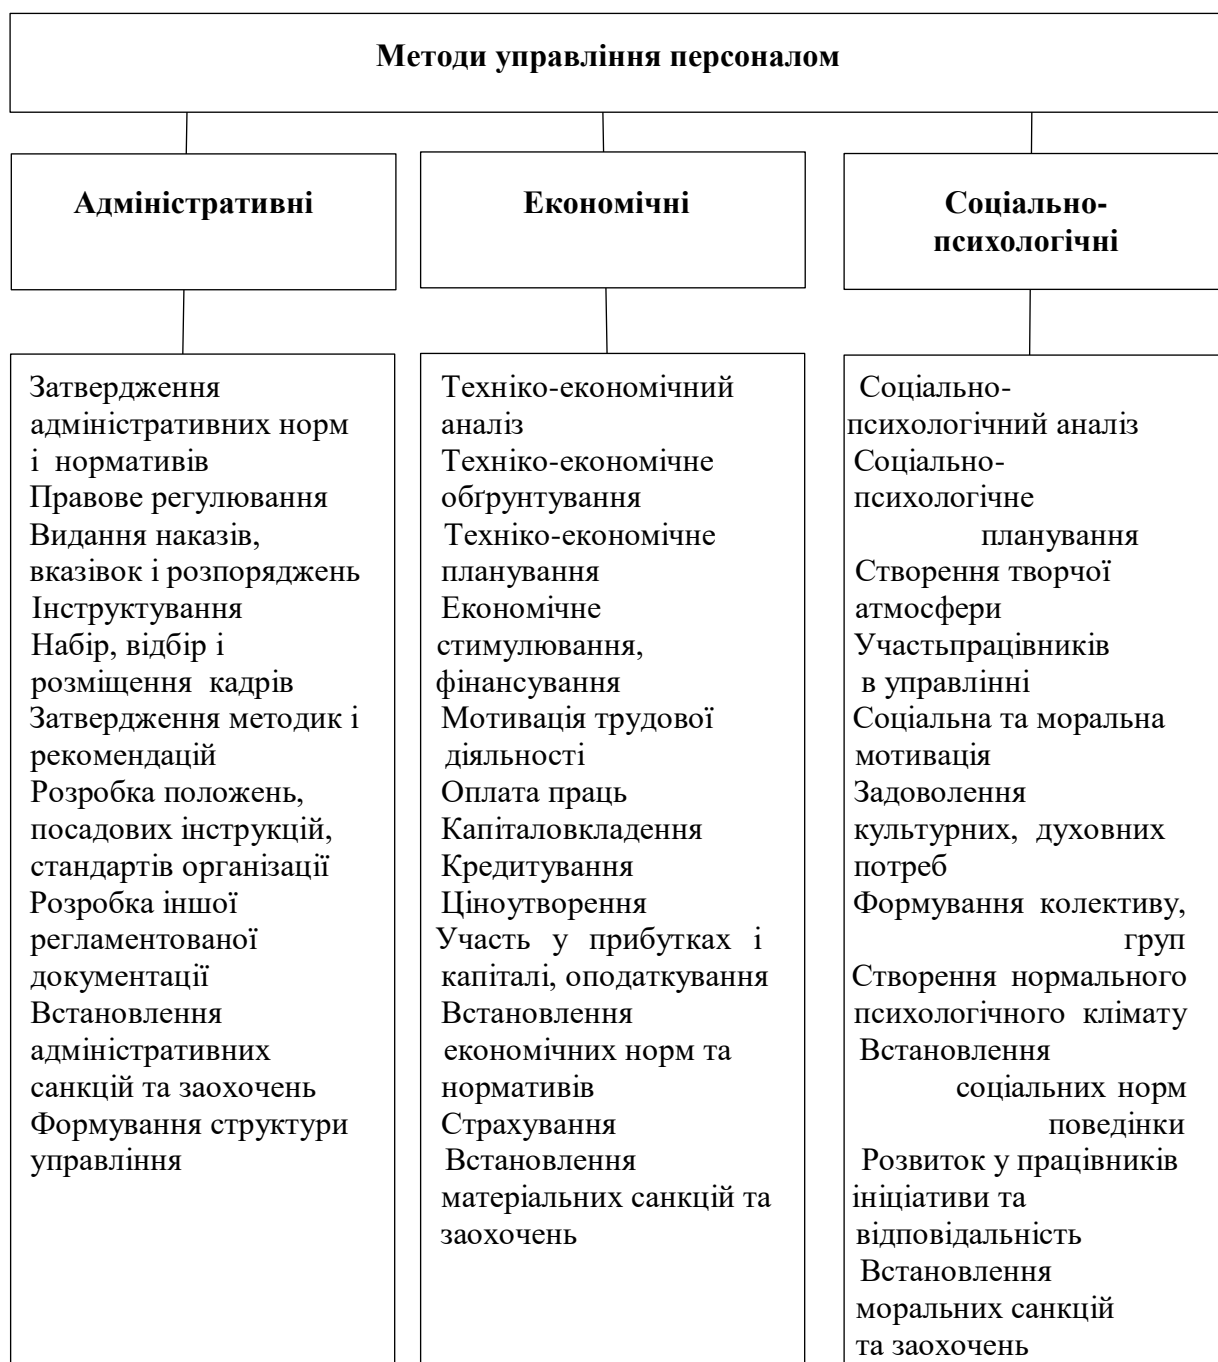 Методи управління персоналом
Адміністративні
Економічні
Соціально-
психологічні
Затвердження
адміністративних норм
і нормативів
Правове регулювання
Видання наказів,
вказівок і розпоряджень
Інструктування
Набір, відбір і
розміщення кадрів
Затвердження методик і
рекомендацій
Розробка положень,
посадових інструкцій,
стандартів організації
Розробка іншої
регламентованої
документації
Встановлення
адміністративних
санкцій та заохочень
Формування структури
управління
Техніко-економічний
аналіз
Техніко-економічне
обґрунтування
Техніко-економічне
планування
Економічне
стимулювання,
фінансування
Мотивація трудової
діяльності
Оплата праць
Капіталовкладення
Кредитування
Ціноутворення
Участь у прибутках і
капіталі, оподаткування
Встановлення
економічних норм та
нормативів
Страхування
Встановлення
матеріальних санкцій та
заохочень
Соціально-
психологічний аналіз
Соціально-
психологічне
планування
Створення творчої
атмосфери
Участьпрацівників
в управлінні
Соціальна та моральна
мотивація
Задоволення
культурних, духовних
потреб
Формування колективу,
груп
Створення нормального
психологічного клімату
Встановлення
соціальних норм
поведінки
Розвиток у працівників
ініціативи та
відповідальність
Встановлення
моральних санкцій
та заохочень